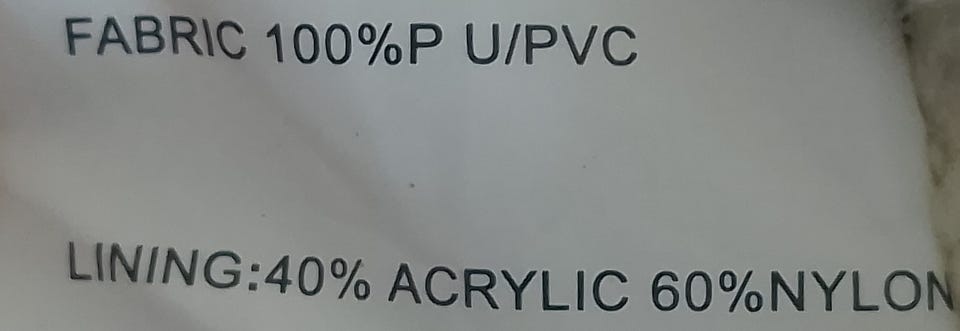 FABRIC 100%P U/PVC
LINING:40% ACRYLIC 60%NYLON